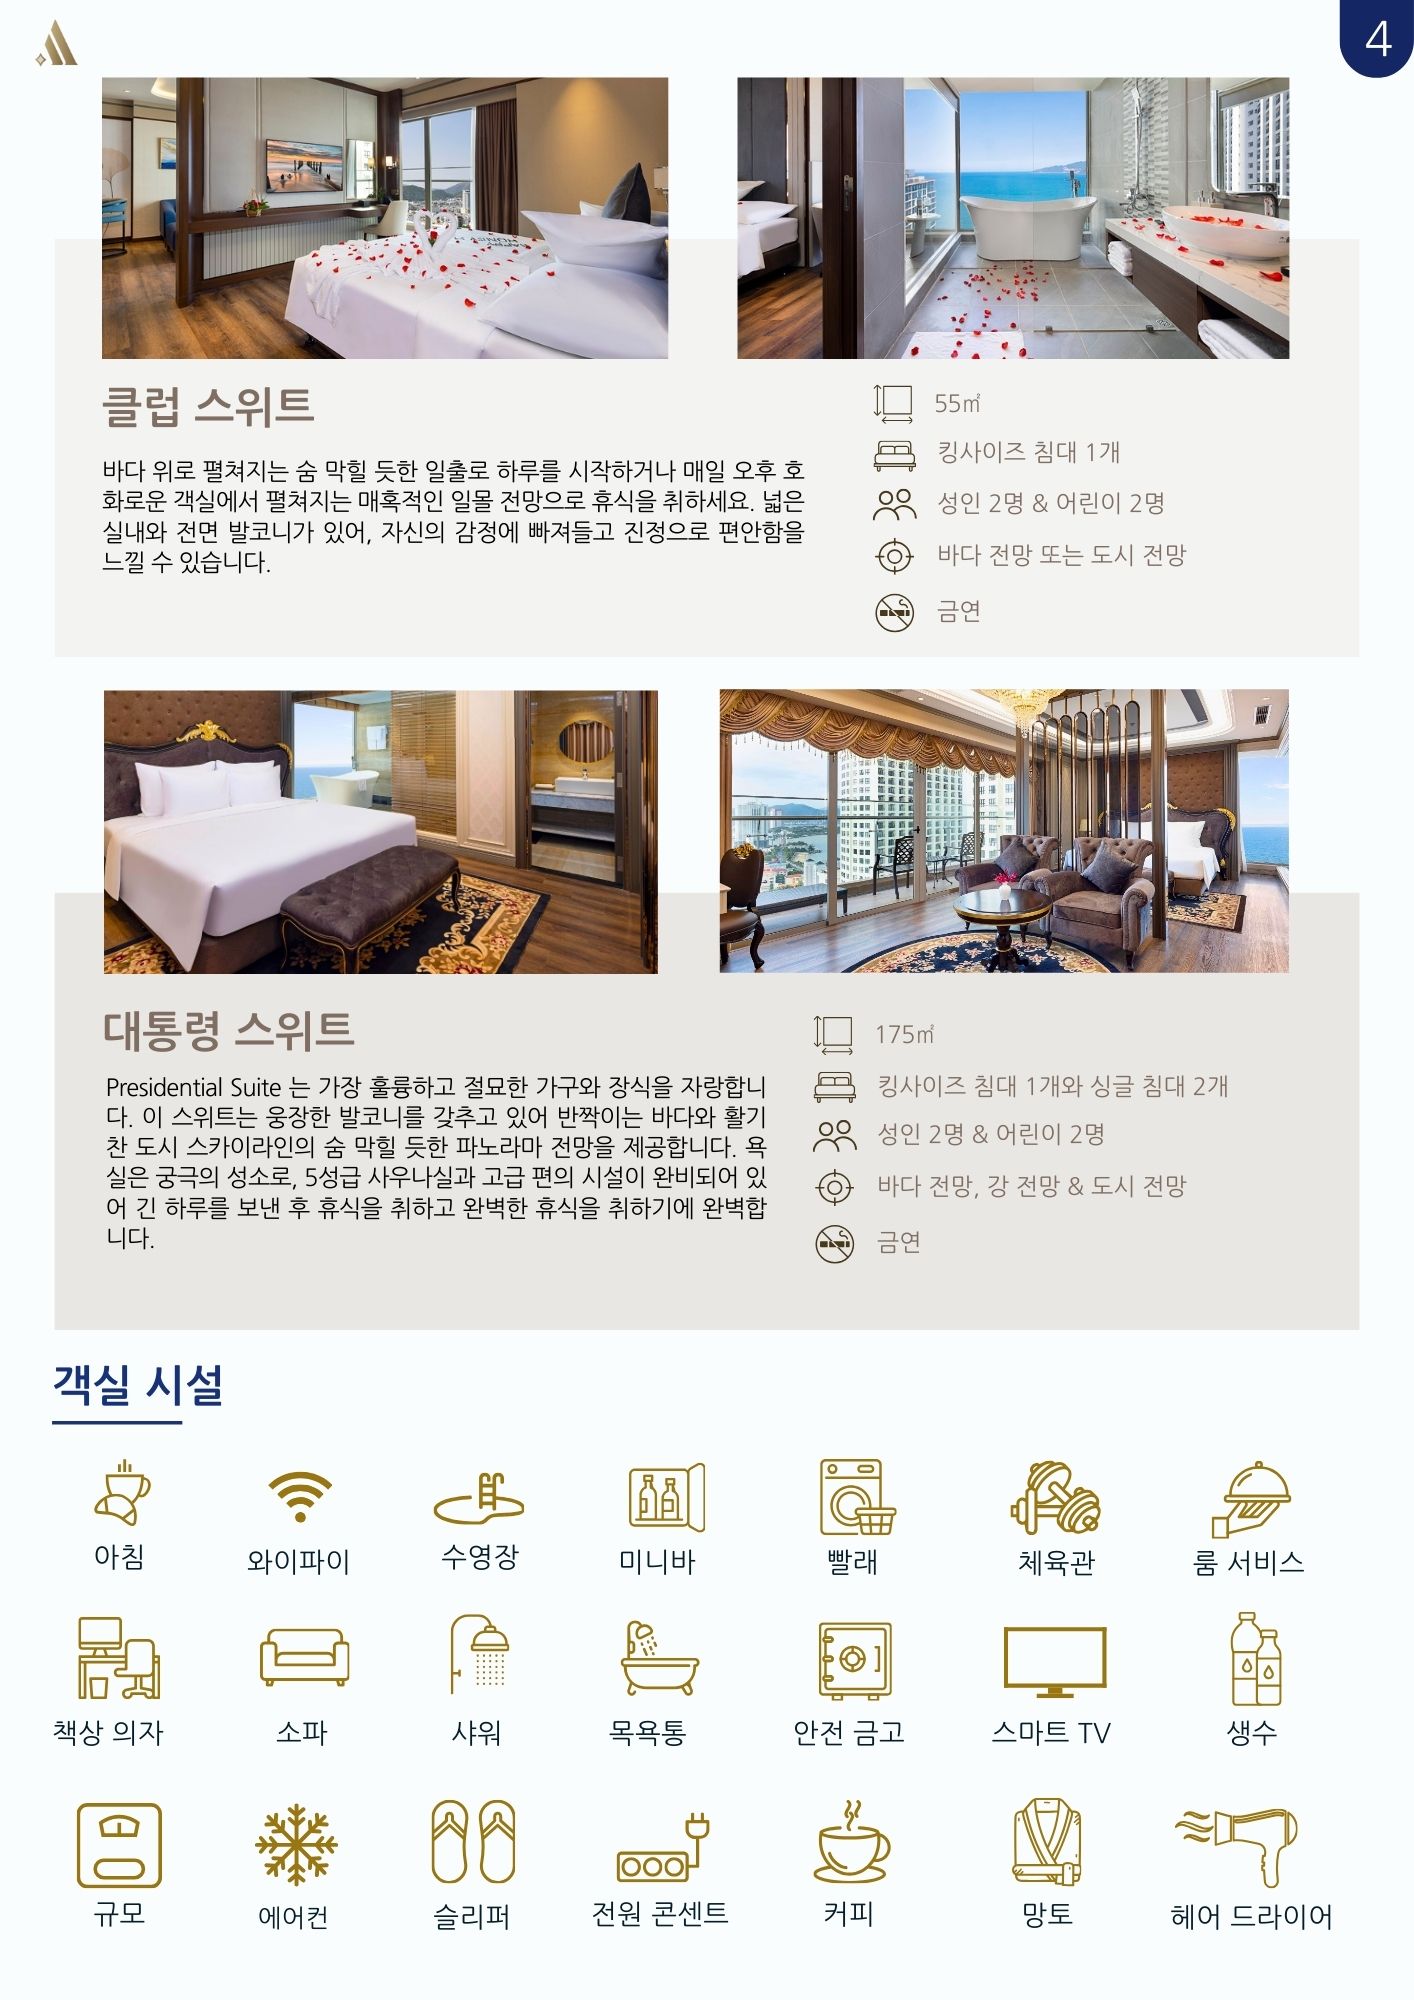 4
클럽 스위트
바다 위로 펼쳐지는 숨 막힐 듯한 일출로 하루를 시작하거나 매일 오후 호
화로운 객실에서 펼쳐지는 매혹적인 일몰 전망으로 휴식을 취하세요. 넓은
실내와 전면 발코니가 있어, 자신의 감정에 빠져들고 진정으로 편안함을
느낄 수 있습니다.
55㎡
킹사이즈 침대 1개
성인 2명 & 어린이 2명
바다 전망 또는 도시 전망
금연
대통령 스위트
Presidential Suite 는 가장 훌륭하고 절묘한 가구와 장식을 자랑합니
다. 이 스위트는 웅장한 발코니를 갖추고 있어 반짝이는 바다와 활기
찬 도시 스카이라인의 숨 막힐 듯한 파노라마 전망을 제공합니다. 욕
실은 궁극의 성소로, 5성급 사우나실과 고급 편의 시설이 완비되어 있
어 긴 하루를 보낸 후 휴식을 취하고 완벽한 휴식을 취하기에 완벽합
니다.
175㎡
킹사이즈 침대 1개와 싱글 침대 2개
성인 2명 & 어린이 2명
바다 전망, 강 전망 & 도시 전망
금연
객실 시설
아침 와이파이 수영장 미니바 빨래 체육관 룸 서비스
책상 의자 소파 샤워 목욕통 안전 금고 스마트 TV 생수
규모 에어컨 슬리퍼 전원 콘센트 커피 망토 헤어 드라이어